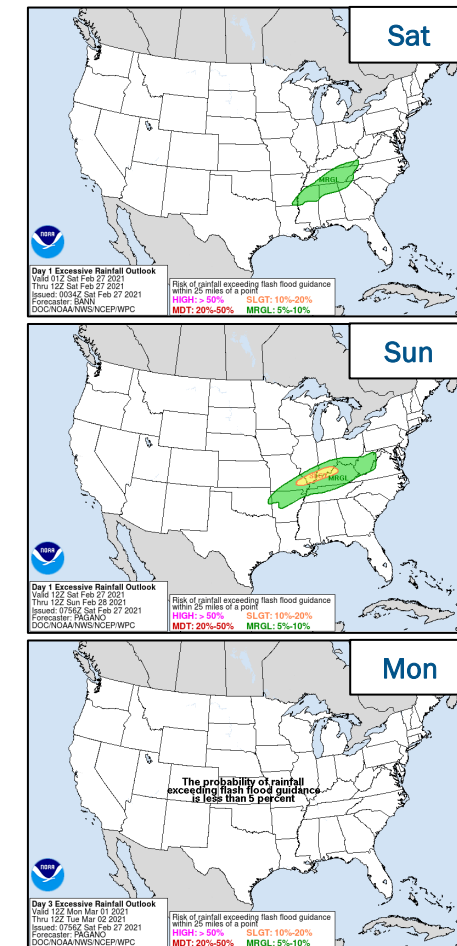 Sat
MRGL
NOAA
Day 1 Excessive Rainfall Outlook
Valid 01Z Sat Feb 27 2021
Thru 12Z Sat Feb 27 2021
Issued: 0034Z Sat Feb 27 2021
Forecaster: BANN
DOC/NOAA/NWS/NCEP/WPC
Risk of rainfall exceeding flash flood guidance
within 25 miles of a point
HIGH: > 50% SLGT: 10%-20%
MDT: 20%-50% MRGL: 5%-10%
Sun
MRGL
NOAA
Day 1 Excessive Rainfall Outlook
Valid 12Z Sat Feb 27 2021
Thru 12Z Sun Feb 28 2021
Issued: 0756Z Sat Feb 27 2021
Forecaster: PAGANO
DOC/NOAA/NWS/NCEP/WPC
Risk of rainfall exceeding flash flood guidance
within 25 miles of a point
HIGH: > 50% SLGT: 10%-20%
MDT: 20%-50% MRGL: 5%-10%
Mon
The probability of rainfall
exceeding flash flood guidance
is less than 5 percent
NOAA
Day 3 Excessive Rainfall Outlook
Valid 12Z Mon Mar 01 2021
Thru 12Z Tue Mar 02 2021
Issued: 0756Z Sat Feb 27 2021
Forecaster: PAGANO
DOC/NOAA/NWS/NCEP/WPC
Risk of rainfall exceeding flash flood guidance
within 25 miles of a point
HIGH: > 50% SLGT: 10%-20%
MDT: 20%-50% MRGL: 5%-10%